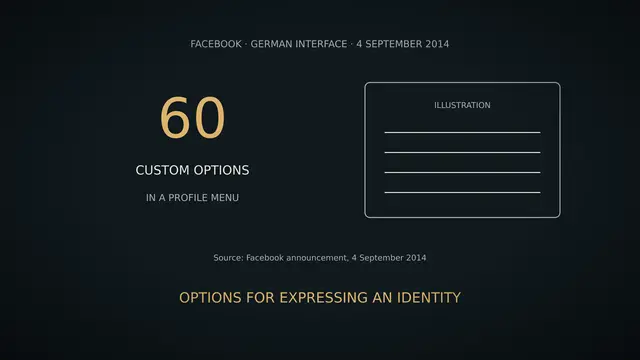 FACEBOOK · GERMAN INTERFACE · 4 SEPTEMBER 2014
60
CUSTOM OPTIONS
IN A PROFILE MENU
ILLUSTRATION
Source: Facebook announcement, 4 September 2014
OPTIONS FOR EXPRESSING AN IDENTITY